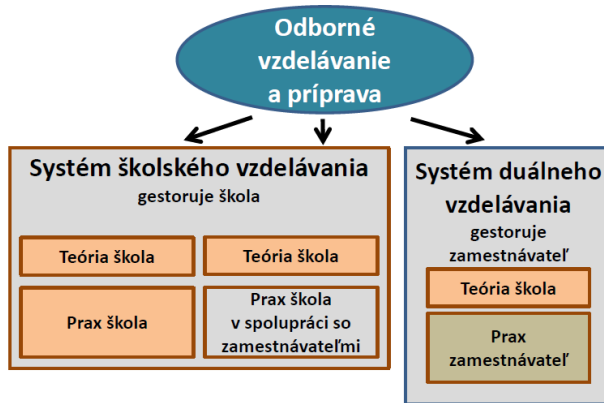 Odborné
vzdelávanie
a príprava
Systém školského vzdelávania
gestoruje škola
Teória škola
Teória škola
Prax škola
Prax škola
v spolupráci so
zamestnávateľmi
Systém duálneho
vzdelávania
gestoruje
zamestnávateľ
Teória škola
Prax
zamestnávateľ